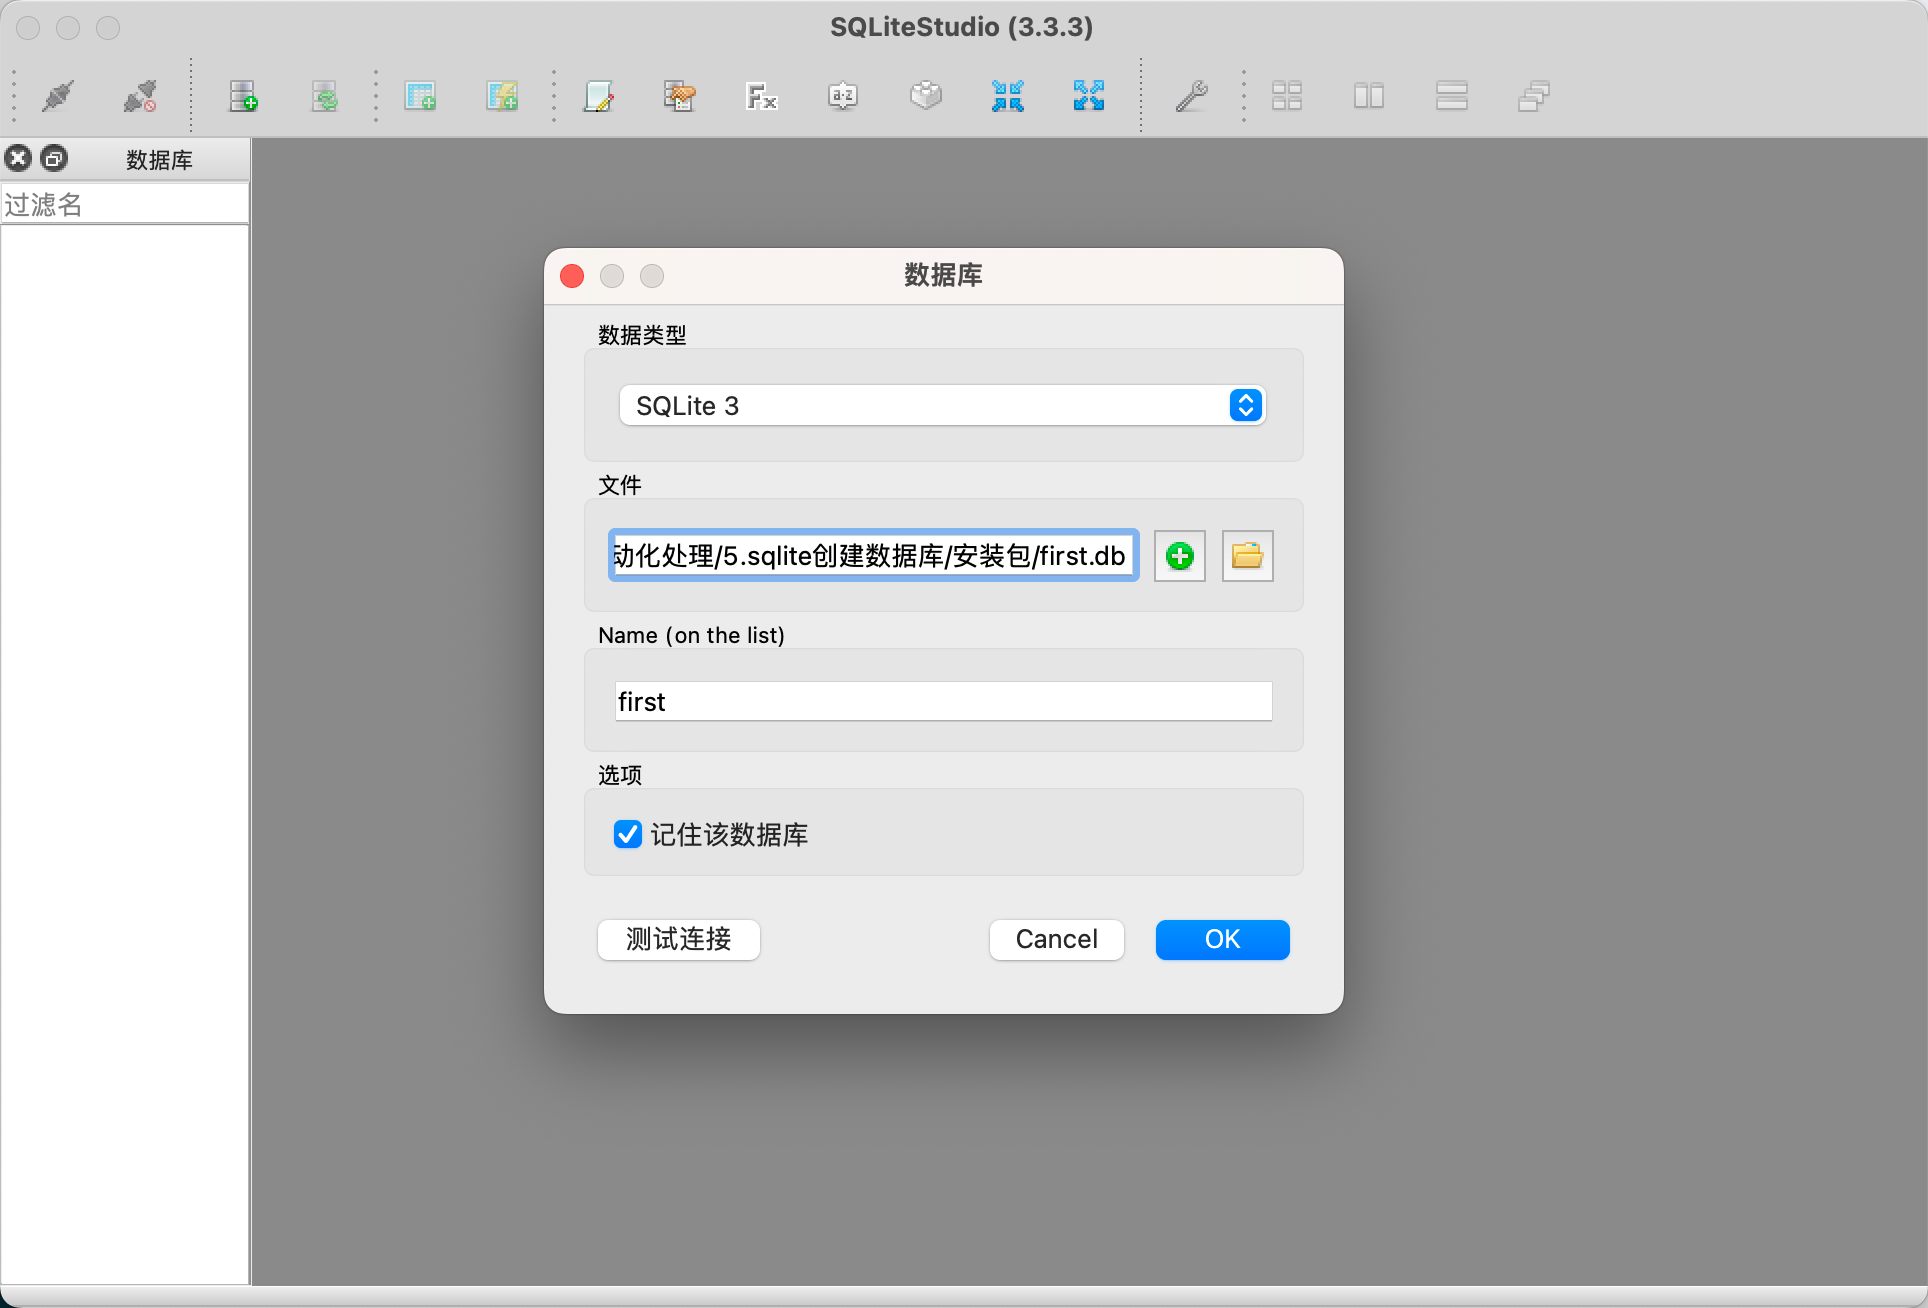 SQLiteStudio (3.3.3)
Fx
a-z
数据库
过滤名
数据库
数据类型
SQLite 3
文件
动化处理/5.sqlite创建数据库/安装包/first.db
Name (on the list)
first
选项
记住该数据库
测试连接
Cancel
OK